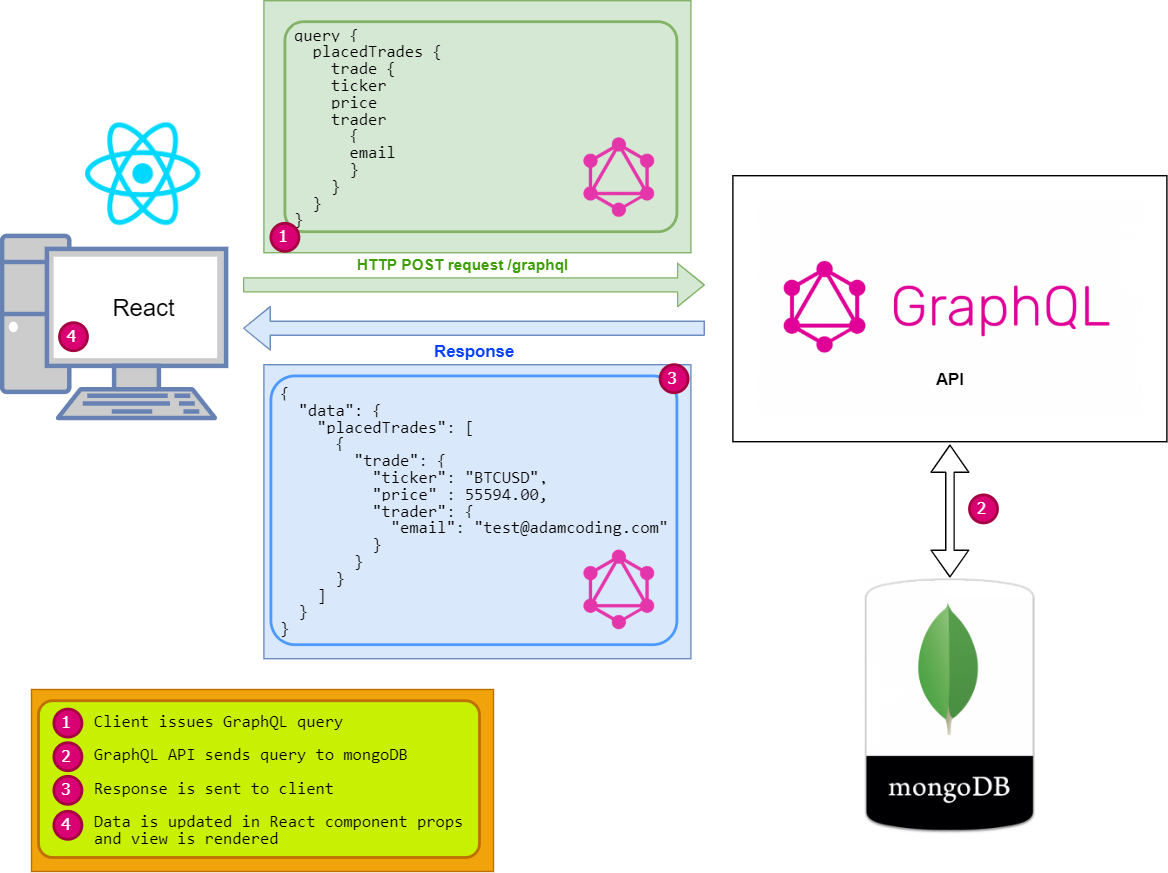 query {
  placedTrades {
    trade {
    ticker
    price
    trader
      {
      email
      }
    }
  }
}
1
HTTP POST request /graphql
React
4
Response
3
{
  "data": {
    "placedTrades": [
      {
        "trade": {
          "ticker": "BTCUSD",
          "price" : 55594.00,
          "trader": {
            "email": "test@adamcoding.com"
          }
        }
      }
    ]
  }
}
GraphQL
API
2
mongoDB
1 Client issues GraphQL query
2 GraphQL API sends query to mongoDB
3 Response is sent to client
4 Data is updated in React component props
and view is rendered